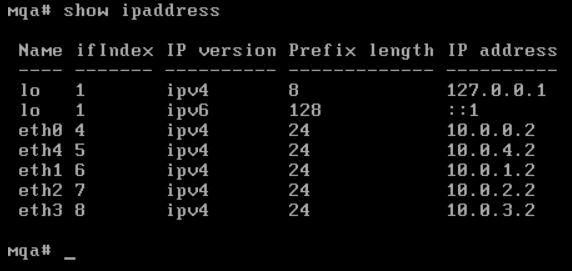 mqa# show ipaddress
Name ifIndex IP version Prefix length IP address
---- ------- ---------- ------------- ----------
lo 1 ipv4 8 127.0.0.1
lo 1 ipv6 128 ::1
eth0 4 ipv4 24 10.0.0.2
eth4 5 ipv4 24 10.0.4.2
eth1 6 ipv4 24 10.0.1.2
eth2 7 ipv4 24 10.0.2.2
eth3 8 ipv4 24 10.0.3.2
mqa# _